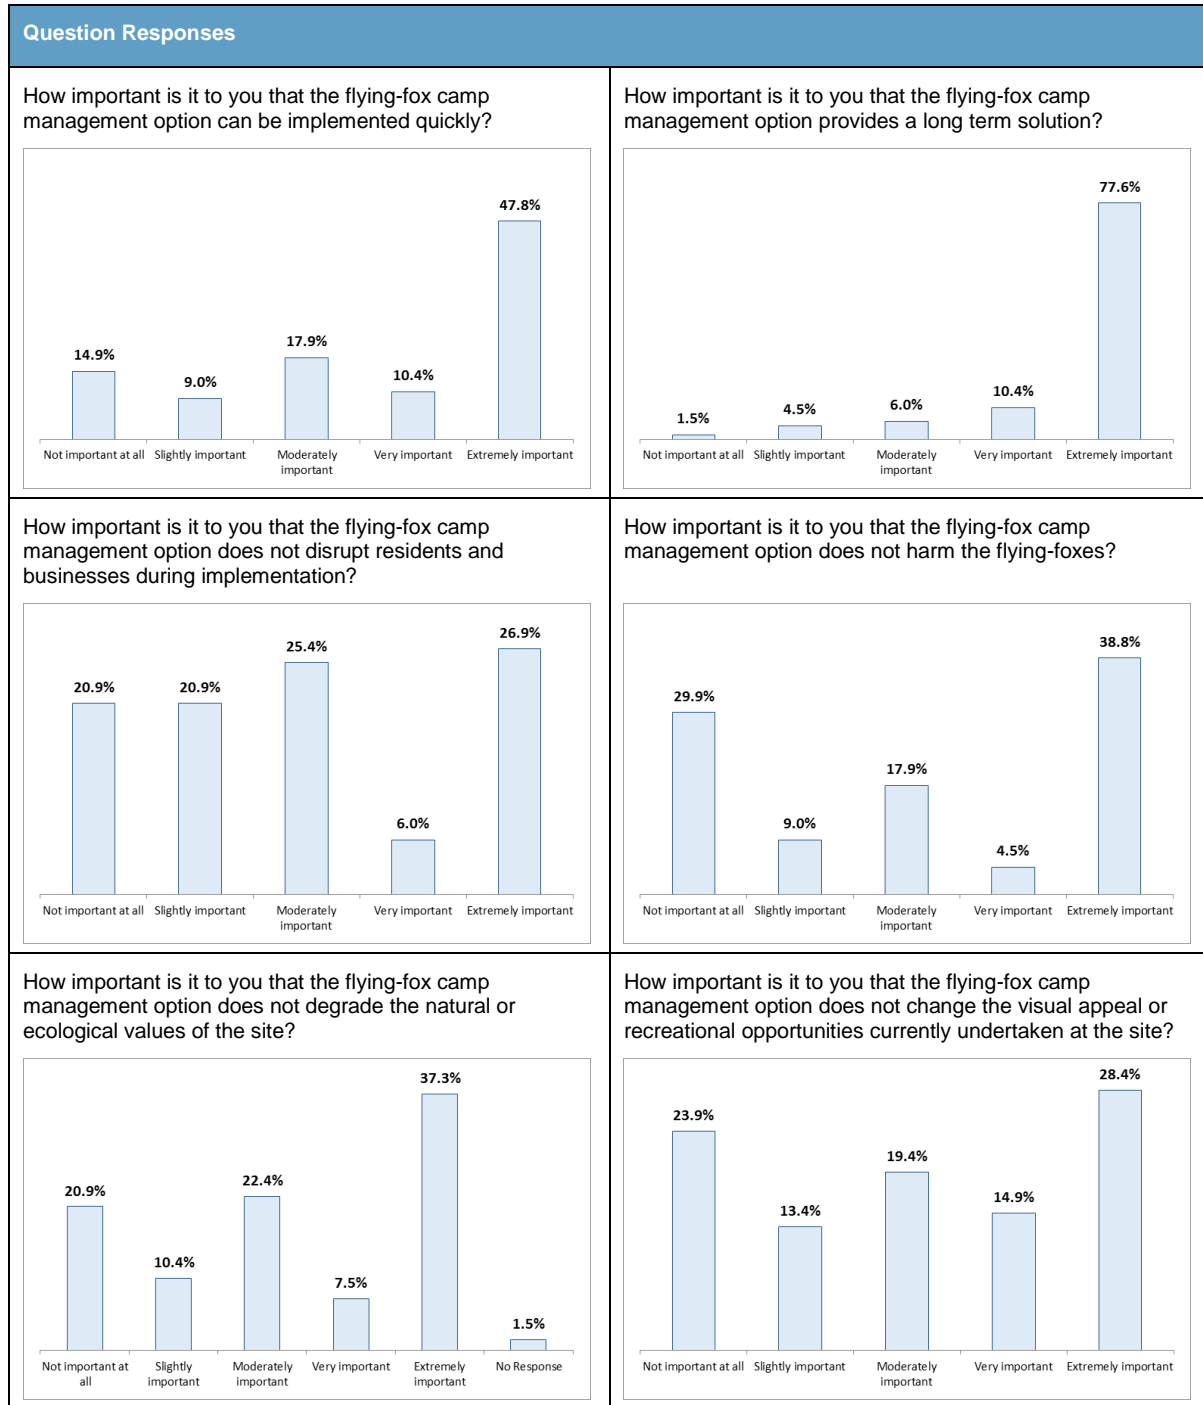 Question Responses
How important is it to you that the flying-fox camp
management option can be implemented quickly?
47.8%
17.9%
14.9%
10.4%
9.0%
Not important at all Slightly important Moderately important Very important Extremely important
How important is it to you that the flying-fox camp
management option provides a long term solution?
77.6%
10.4%
6.0%
4.5%
1.5%
Not important at all Slightly important Moderately important Very important Extremely important
How important is it to you that the flying-fox camp
management option does not disrupt residents and
businesses during implementation?
26.9%
25.4%
20.9% 20.9%
6.0%
Not important at all Slightly important Moderately important Very important Extremely important
How important is it to you that the flying-fox camp
management option does not harm the flying-foxes?
38.8%
29.9%
17.9%
9.0%
4.5%
Not important at all Slightly important Moderately important Very important Extremely important
How important is it to you that the flying-fox camp
management option does not degrade the natural or
ecological values of the site?
37.3%
22.4%
20.9%
10.4%
7.5%
1.5%
Not important at all Slightly important Moderately important Very important Extremely important No Response
How important is it to you that the flying-fox camp
management option does not change the visual appeal or
recreational opportunities currently undertaken at the site?
28.4%
23.9%
19.4%
14.9%
13.4%
Not important at all Slightly important Moderately important Very important Extremely important